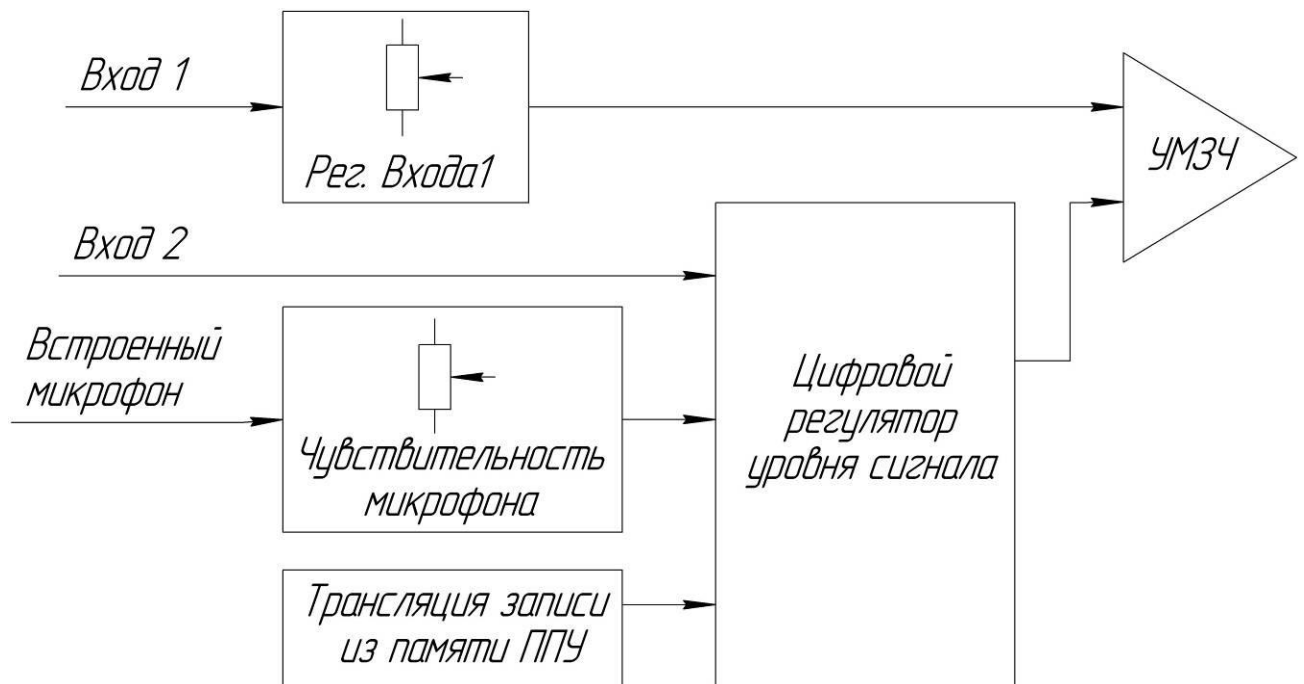 Вход 1
Рег. Входа1
УМЗЧ
Вход 2
Встроенный
микрофон
Чувствительность
микрофона
Цифровой
регулятор
уровня сигнала
Трансляция записи
из памяти ППУ